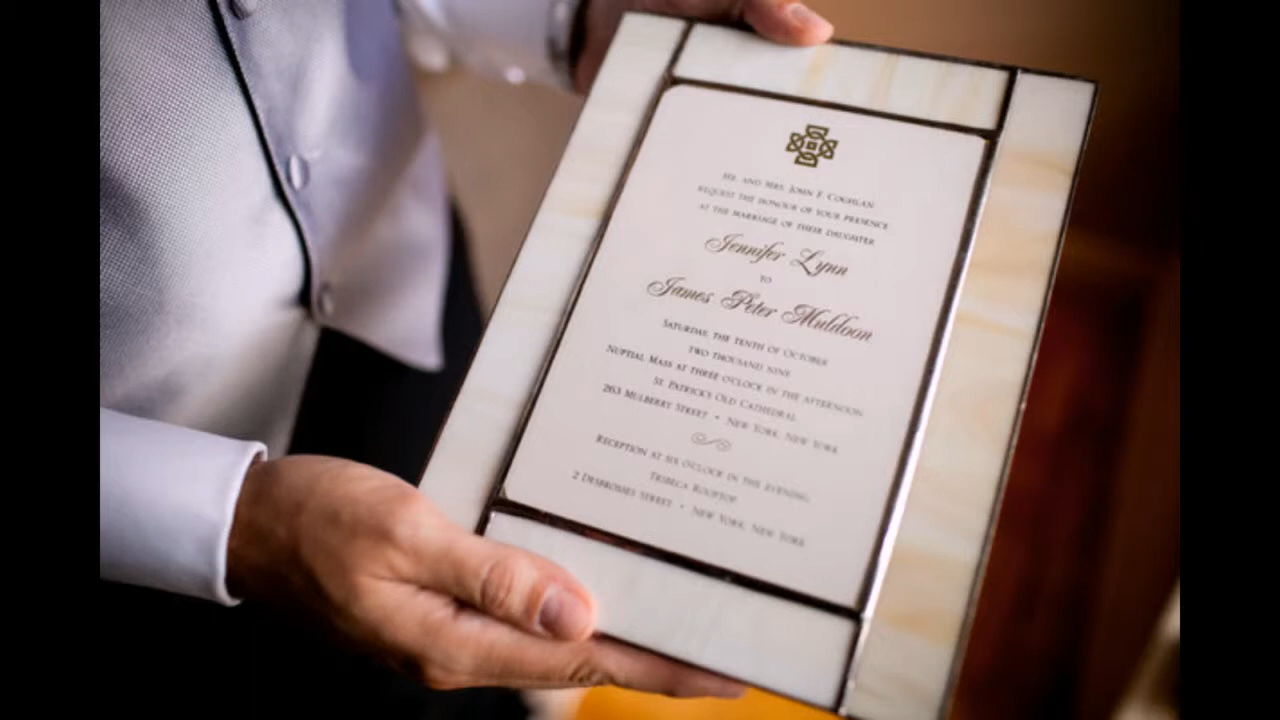 MR. AND MRS. JOHN F. COGHLAN
REQUEST THE HONOUR OF YOUR PRESENCE
AT THE MARRIAGE OF THEIR DAUGHTER
Jennifer Lynn
TO
James Peter Muldoon
SATURDAY, THE TENTH OF OCTOBER
TWO THOUSAND NINE
NUPTIAL MASS AT THREE O'CLOCK IN THE AFTERNOON
ST. PATRICK'S OLD CATHEDRAL
263 MULBERRY STREET • NEW YORK, NEW YORK
RECEPTION AT SIX O'CLOCK IN THE EVENING
TRIBECA ROOFTOP
2 DESBROSSES STREET • NEW YORK, NEW YORK